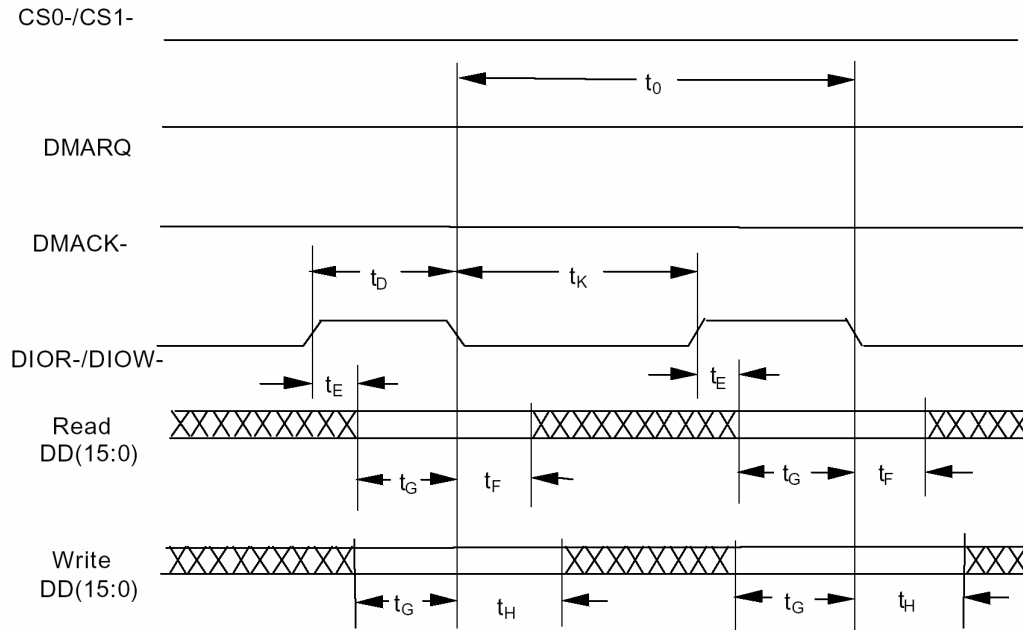 CS0-/CS1-
t0
DMARQ
DMACK-
tD
tK
DIOR-/DIOW-
tE
tE
Read
DD(15:0)
tG
tF
tG
tF
Write
DD(15:0)
tG
tH
tG
tH